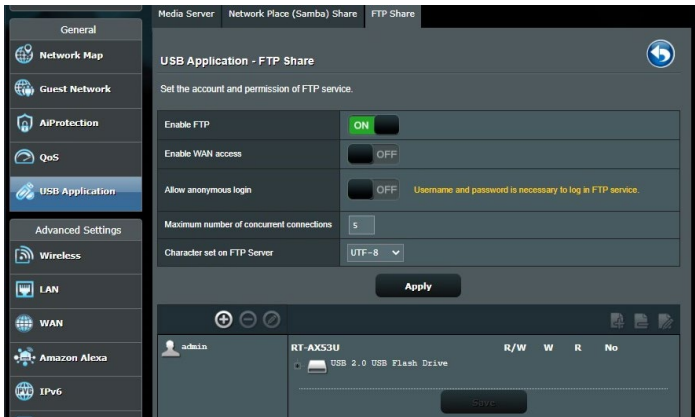 Media Server Network Place (Samba) Share FTP Share
General
Network Map
Guest Network
AiProtection
QoS
USB Application
Advanced Settings
Wireless
LAN
WAN
Amazon Alexa
IPv6
USB Application - FTP Share
Set the account and permission of FTP service.
Enable FTP ON
Enable WAN access OFF
Allow anonymous login OFF Username and password is necessary to log in FTP service.
Maximum number of concurrent connections 5
Character set on FTP Server UTF-8
Apply
admin RT-AX53U R/W W R No
USB 2.0 USB Flash Drive
Save